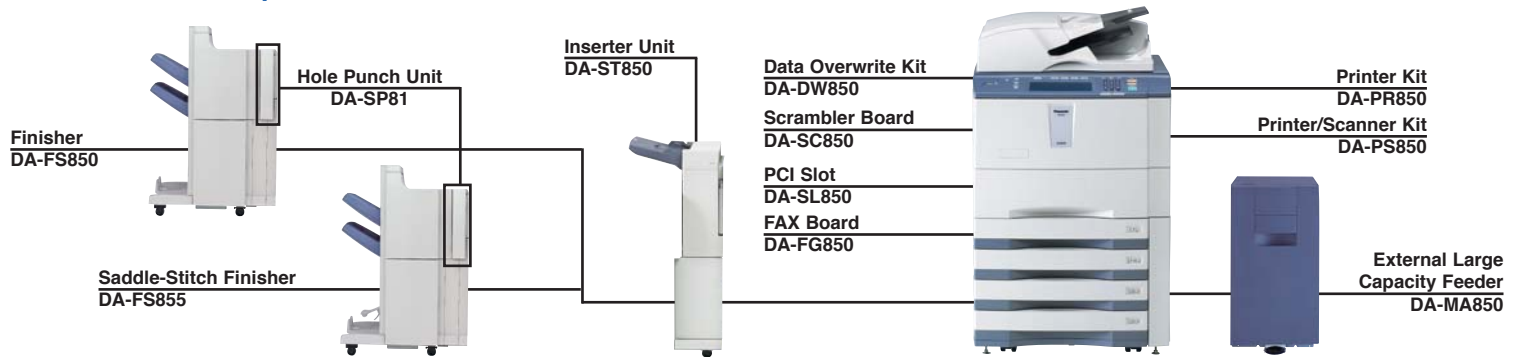 Hole Punch Unit
DA-SP81
Finisher
DA-FS850
Saddle-Stitch Finisher
DA-FS855
Inserter Unit
DA-ST850
Data Overwrite Kit
DA-DW850
Scrambler Board
DA-SC850
PCI Slot
DA-SL850
FAX Board
DA-FG850
Printer Kit
DA-PR850
Printer/Scanner Kit
DA-PS850
External Large
Capacity Feeder
DA-MA850
Panasonic